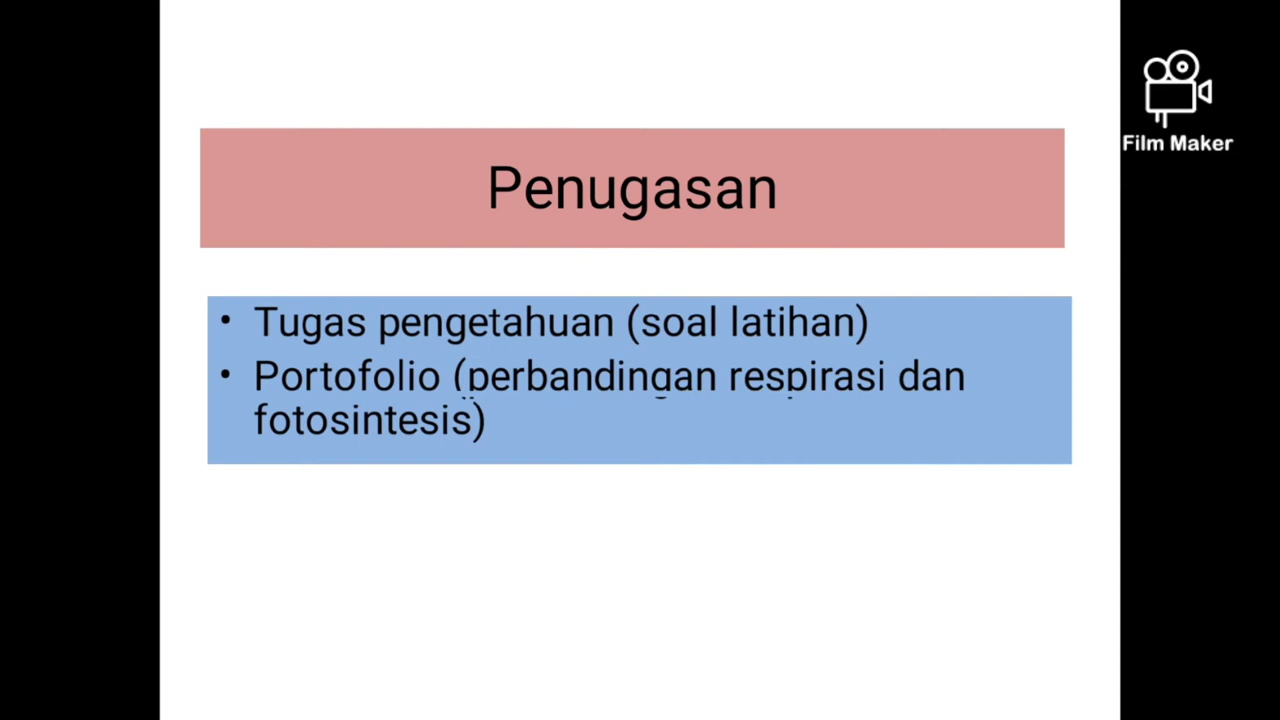 Film Maker
Penugasan
• Tugas pengetahuan (soal latihan)
• Portofolio (perbandingan respirasi dan
fotosintesis)